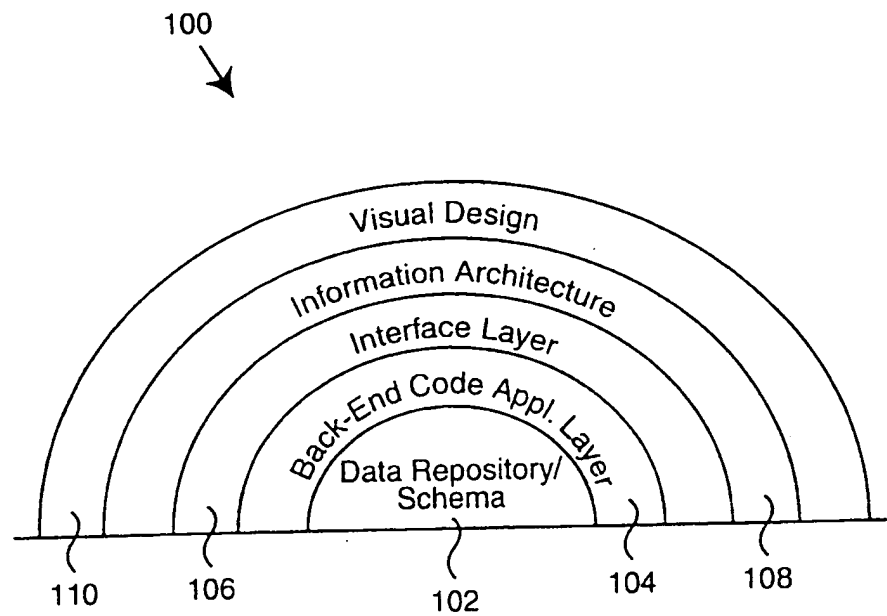 100
Visual Design
Information Architecture
Interface Layer
Back-End Code Appl. Layer
Data Repository/
Schema
110
106
102
104
108